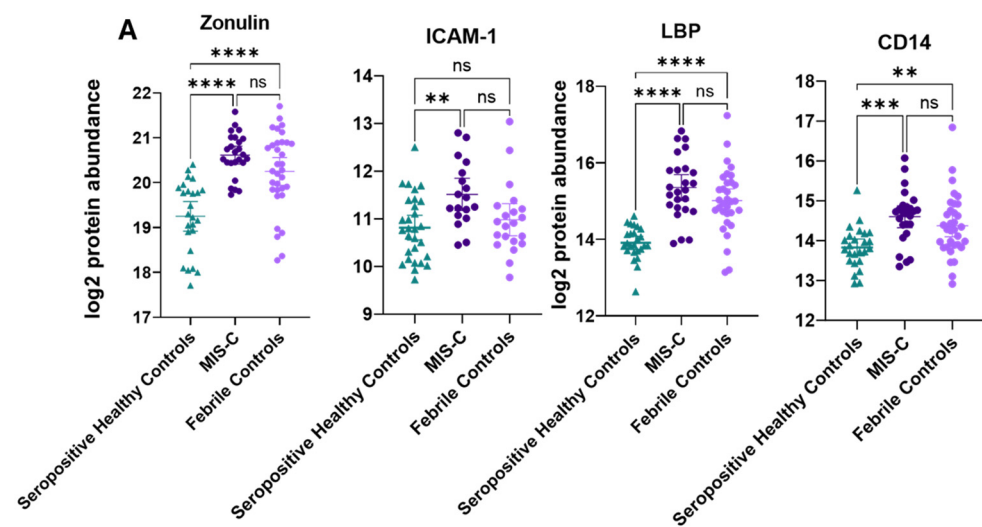 A
Zonulin
****
**** ns
log2 protein abundance
22
21
20
19
18
17
Seropositive Healthy Controls
MIS-C
Febrile Controls
ICAM-1
ns
** ns
14
13
12
11
10
9
Seropositive Healthy Controls
MIS-C
Febrile Controls
LBP
****
**** ns
log2 protein abundance
18
16
14
12
Seropositive Healthy Controls
MIS-C
Febrile Controls
CD14
**
*** ns
18
17
16
15
14
13
12
Seropositive Healthy Controls
MIS-C
Febrile Controls